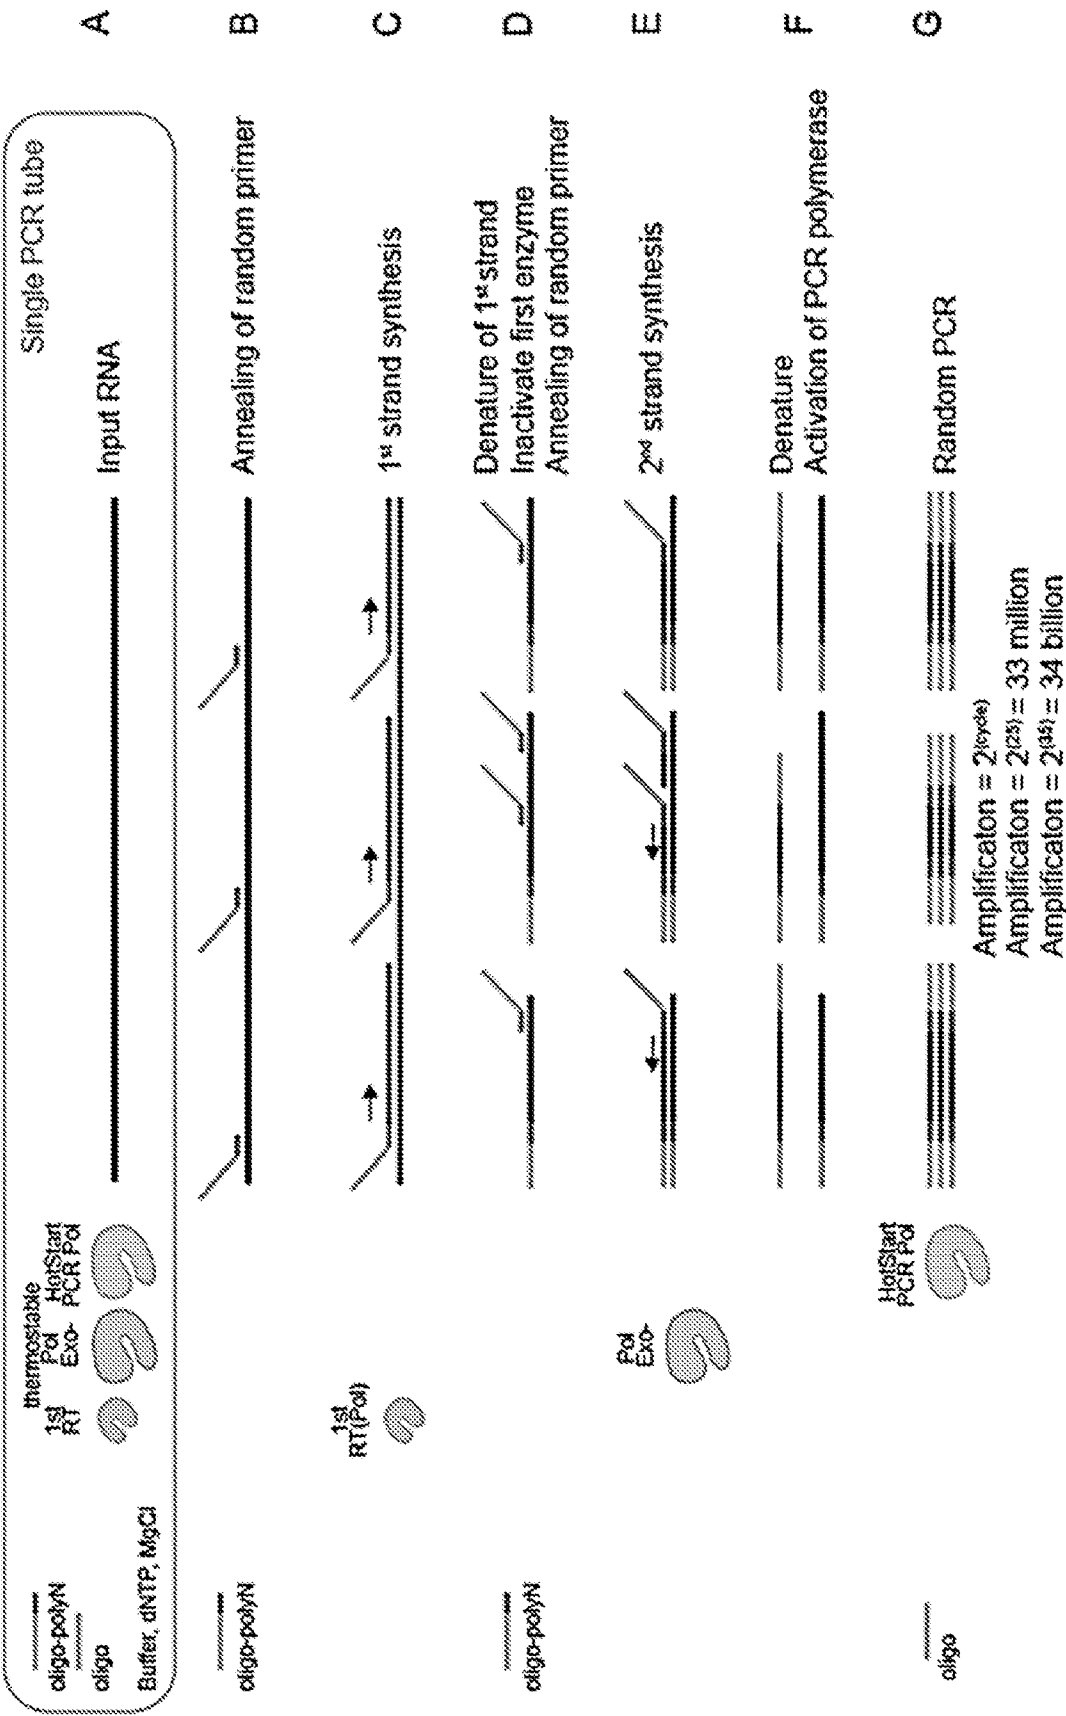 Single PCR tube
oligo-polyN
oligo
Buffer, dNTP, MgCl
thermostable
1st
RT
Pol
Exo-
HotStart
PCR Pol
Input RNA
A
oligo-polyN
Annealing of random primer
B
1st
RT(Pol)
1st strand synthesis
C
oligo-polyN
Denature of 1st strand
Inactivate first enzyme
Annealing of random primer
D
Pol
Exo-
2nd strand synthesis
E
Denature
Activation of PCR polymerase
F
oligo
HotStart
PCR Pol
Random PCR
G
Amplificaton = 2(cycle)
Amplificaton = 2(25) = 33 million
Amplificaton = 2(35) = 34 billion